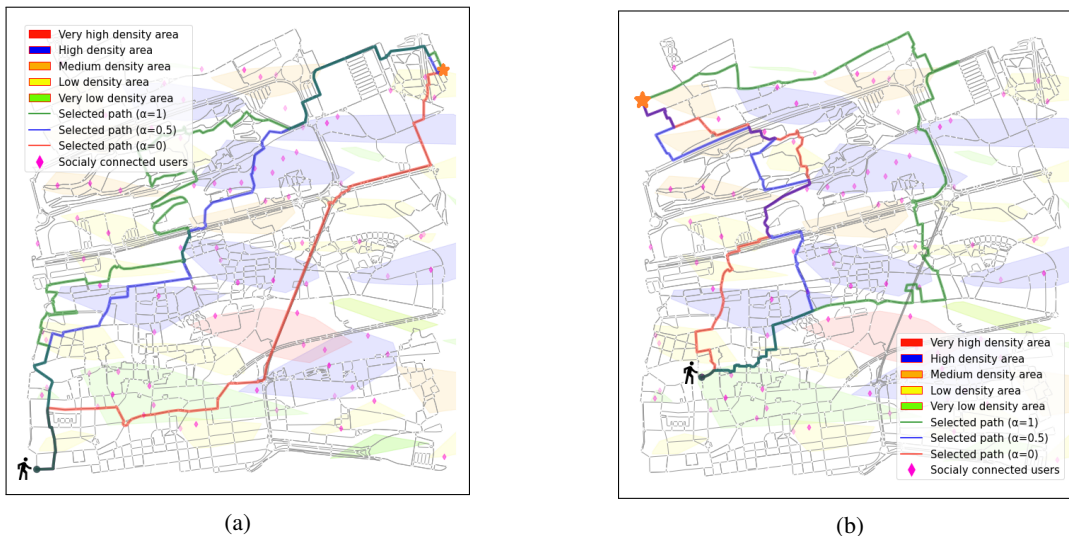 Very high density area
High density area
Medium density area
Low density area
Very low density area
Selected path (α=1)
Selected path (α=0.5)
Selected path (α=0)
Socialy connected users
(a)
Very high density area
High density area
Medium density area
Low density area
Very low density area
Selected path (α=1)
Selected path (α=0.5)
Selected path (α=0)
Socialy connected users
(b)